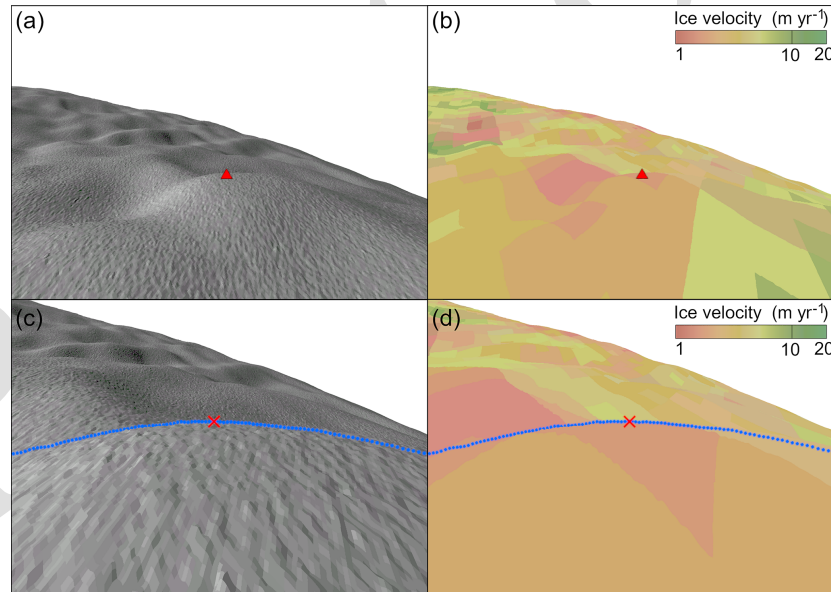 (a)
(b)
Ice velocity (m yr-1)
1 10 20
(c)
(d)
Ice velocity (m yr-1)
1 10 20